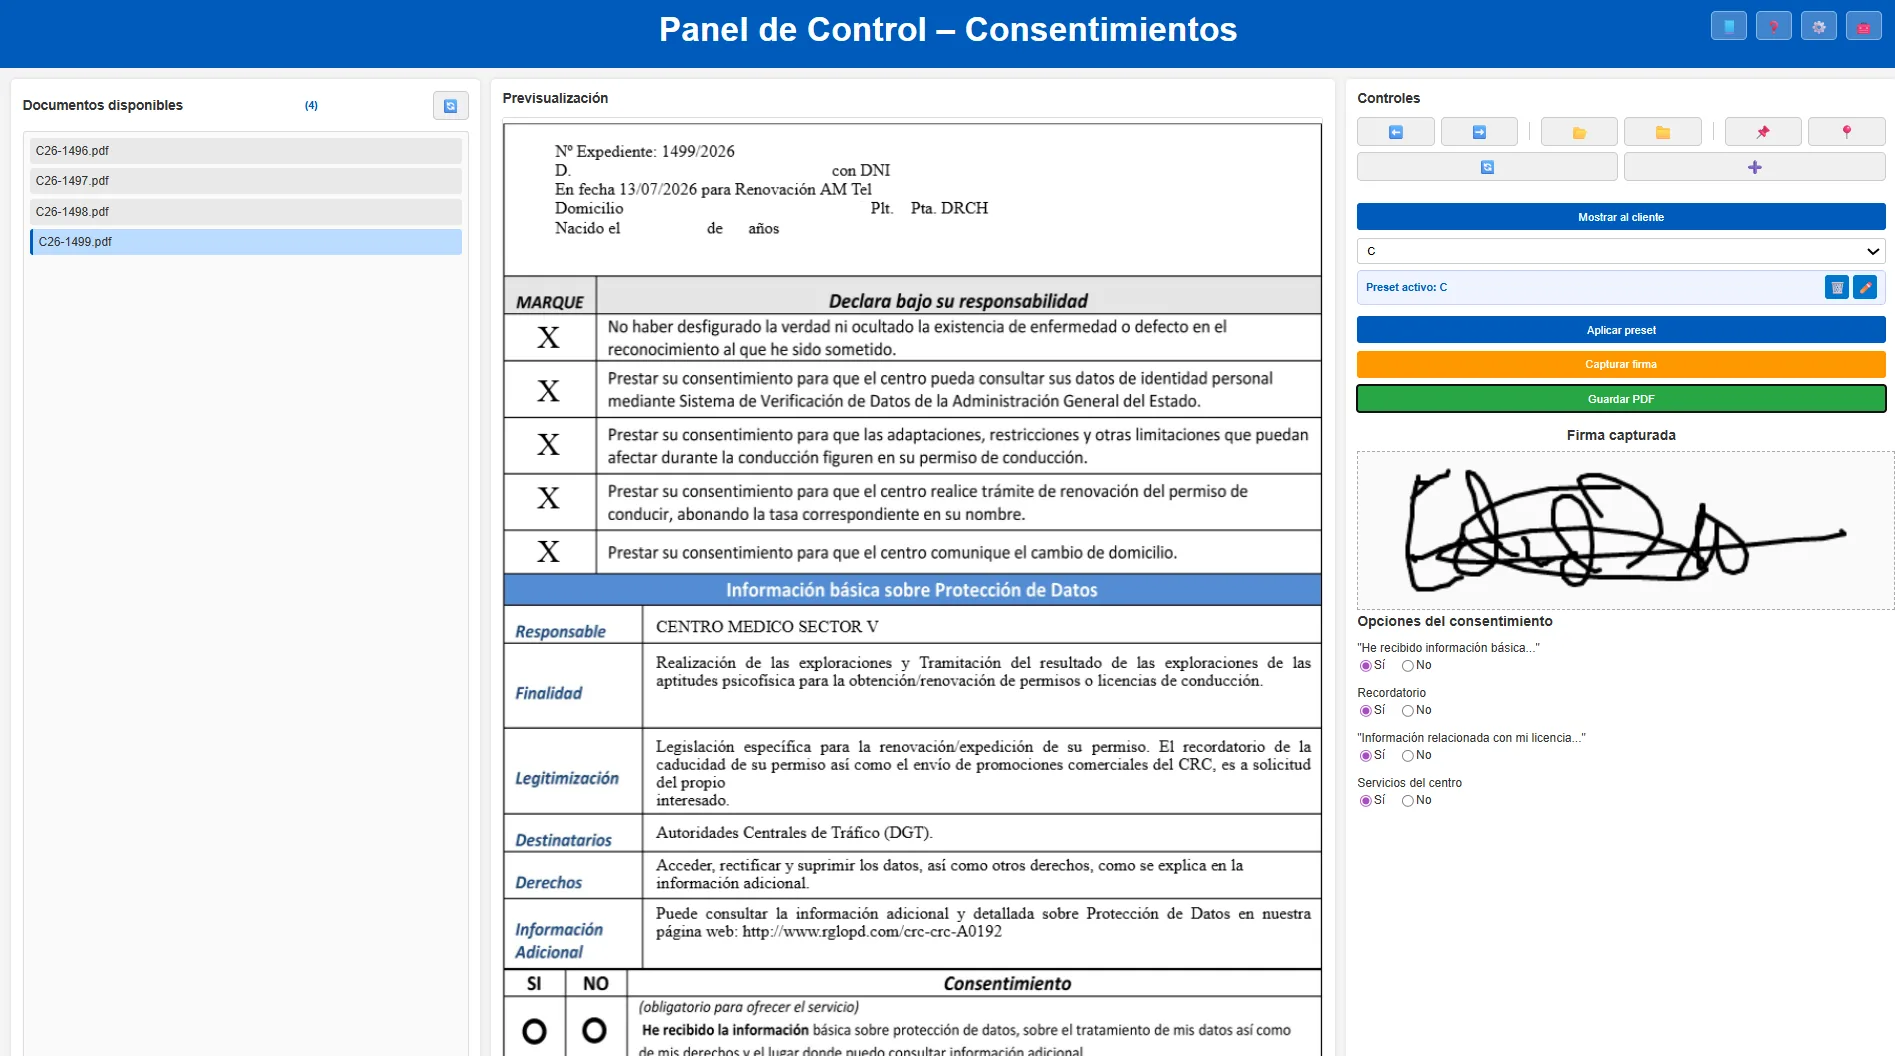 Panel de Control – Consentimientos
Documentos disponibles (4)
C26-1496.pdf
C26-1497.pdf
C26-1498.pdf
C26-1499.pdf
Previsualización
Nº Expediente: 1499/2026
D. con DNI
En fecha 13/07/2026 para Renovación AM Tel
Domicilio Plt. Pta. DRCH
Nacido el de años
MARQUE Declara bajo su responsabilidad
X No haber desfigurado la verdad ni ocultado la existencia de enfermedad o defecto en el
reconocimiento al que he sido sometido.
X Prestar su consentimiento para que el centro pueda consultar sus datos de identidad personal
mediante Sistema de Verificación de Datos de la Administración General del Estado.
X Prestar su consentimiento para que las adaptaciones, restricciones y otras limitaciones que puedan
afectar durante la conducción figuren en su permiso de conducción.
X Prestar su consentimiento para que el centro realice trámite de renovación del permiso de
conducir, abonando la tasa correspondiente en su nombre.
X Prestar su consentimiento para que el centro comunique el cambio de domicilio.
Información básica sobre Protección de Datos
Responsable CENTRO MEDICO SECTOR V
Finalidad Realización de las exploraciones y Tramitación del resultado de las exploraciones de las
aptitudes psicofísica para la obtención/renovación de permisos o licencias de conducción.
Legitimización Legislación específica para la renovación/expedición de su permiso. El recordatorio de la
caducidad de su permiso así como el envío de promociones comerciales del CRC, es a solicitud
del propio
interesado.
Destinatarios Autoridades Centrales de Tráfico (DGT).
Derechos Acceder, rectificar y suprimir los datos, así como otros derechos, como se explica en la
información adicional.
Información Adicional Puede consultar la información adicional y detallada sobre Protección de Datos en nuestra
página web: http://www.rglopd.com/crc-crc-A0192
SI NO Consentimiento
(obligatorio para ofrecer el servicio)
He recibido la información básica sobre protección de datos, sobre el tratamiento de mis datos así como
de mis derechos y el lugar donde puedo consultar información adicional
Controles
Mostrar al cliente
C
Preset activo: C
Aplicar preset
Capturar firma
Guardar PDF
Firma capturada
Opciones del consentimiento
"He recibido información básica..."
Sí No
Recordatorio
Sí No
"Información relacionada con mi licencia..."
Sí No
Servicios del centro
Sí No